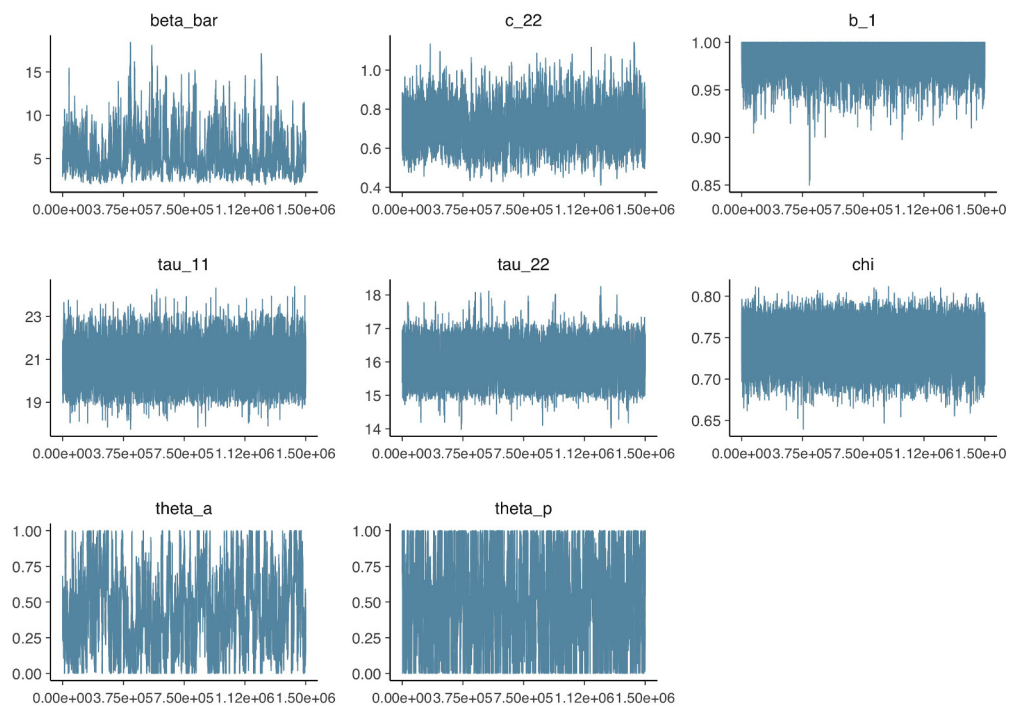 beta_bar c_22 b_1
15 1.0 1.00
10 0.8 0.95
5 0.6 0.90
0.4 0.85
0.00e+003.75e+057.50e+051.12e+061.50e+06 0.00e+003.75e+057.50e+051.12e+061.50e+06 0.00e+003.75e+057.50e+051.12e+061.50e+0
tau_11 tau_22 chi
23 18 0.80
21 17 0.75
19 16 0.70
15 0.65
14
0.00e+003.75e+057.50e+051.12e+061.50e+06 0.00e+003.75e+057.50e+051.12e+061.50e+06 0.00e+003.75e+057.50e+051.12e+061.50e+0
theta_a theta_p
1.00 1.00
0.75 0.75
0.50 0.50
0.25 0.25
0.00 0.00
0.00e+003.75e+057.50e+051.12e+061.50e+06 0.00e+003.75e+057.50e+051.12e+061.50e+06